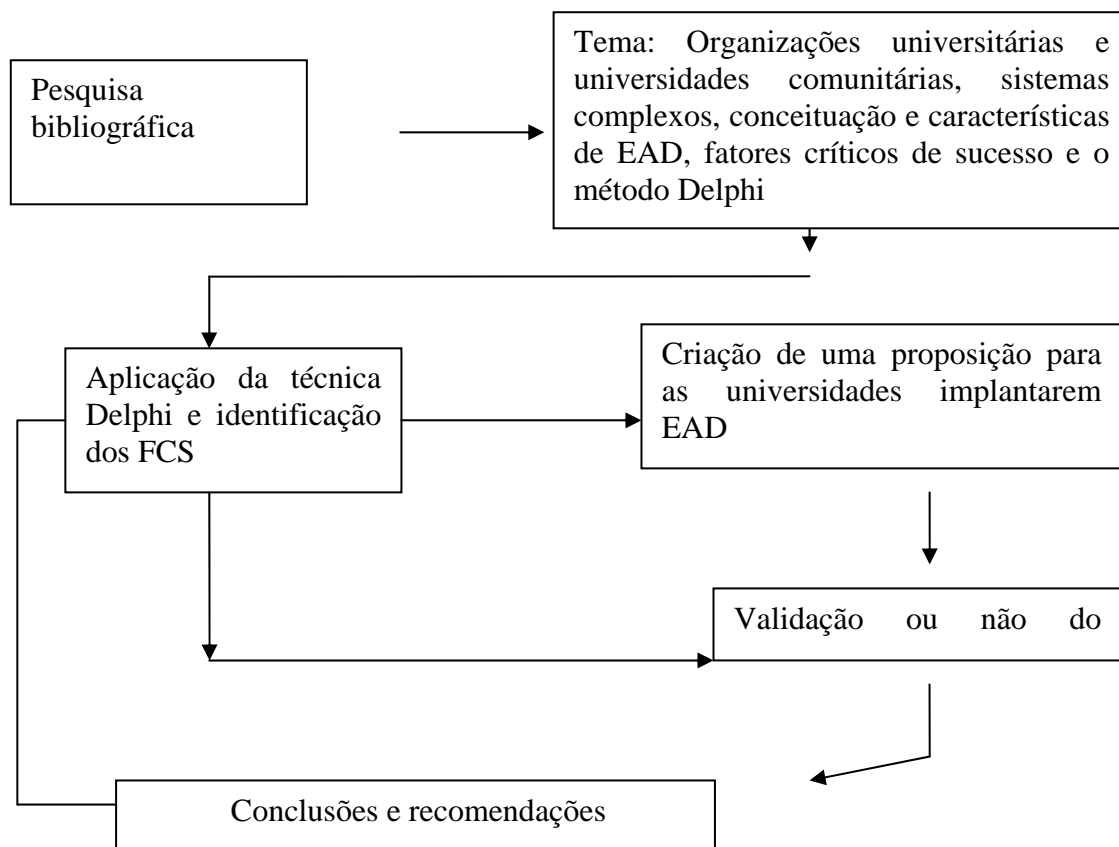 Pesquisa
bibliográfica
Tema: Organizações universitárias e
universidades comunitárias, sistemas
complexos, conceituação e características
de EAD, fatores críticos de sucesso e o
método Delphi
Aplicação da técnica
Delphi e identificação
dos FCS
Criação de uma proposição para
as universidades implantarem
EAD
Validação ou não do
Conclusões e recomendações